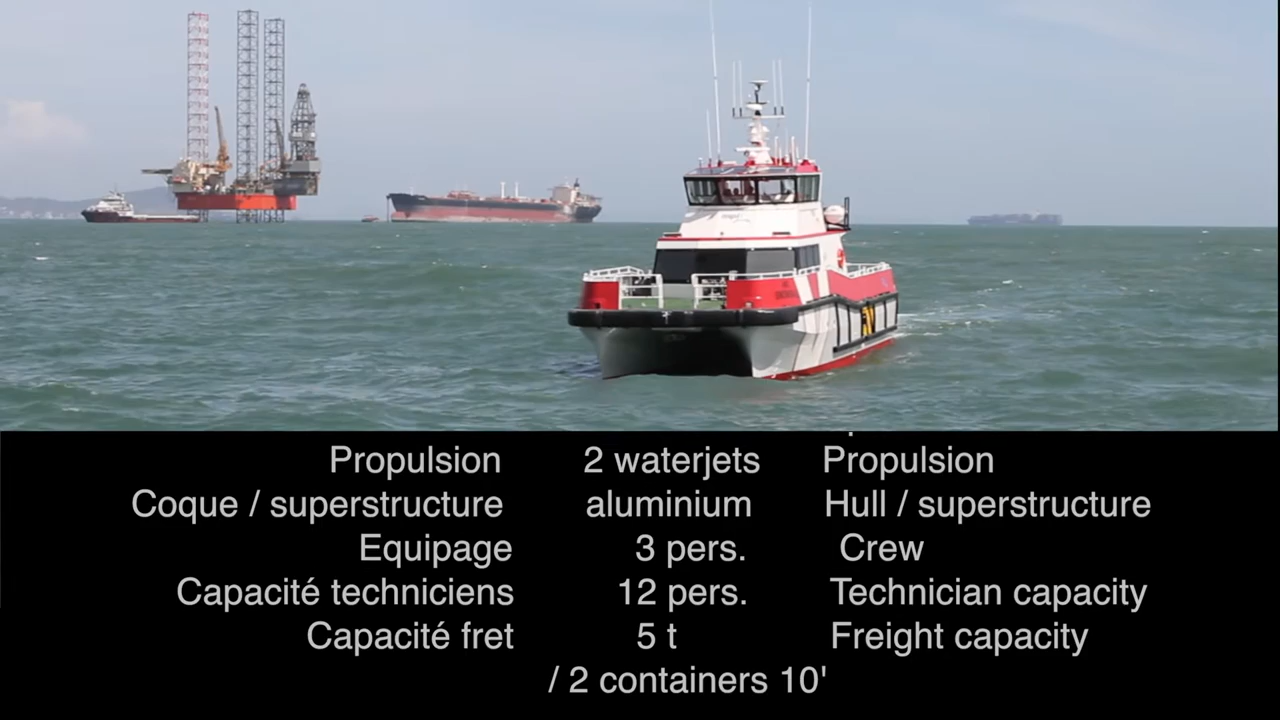 Propulsion 2 waterjets Propulsion
Coque / superstructure aluminium Hull / superstructure
Equipage 3 pers. Crew
Capacité techniciens 12 pers. Technician capacity
Capacité fret 5 t Freight capacity
/ 2 containers 10'